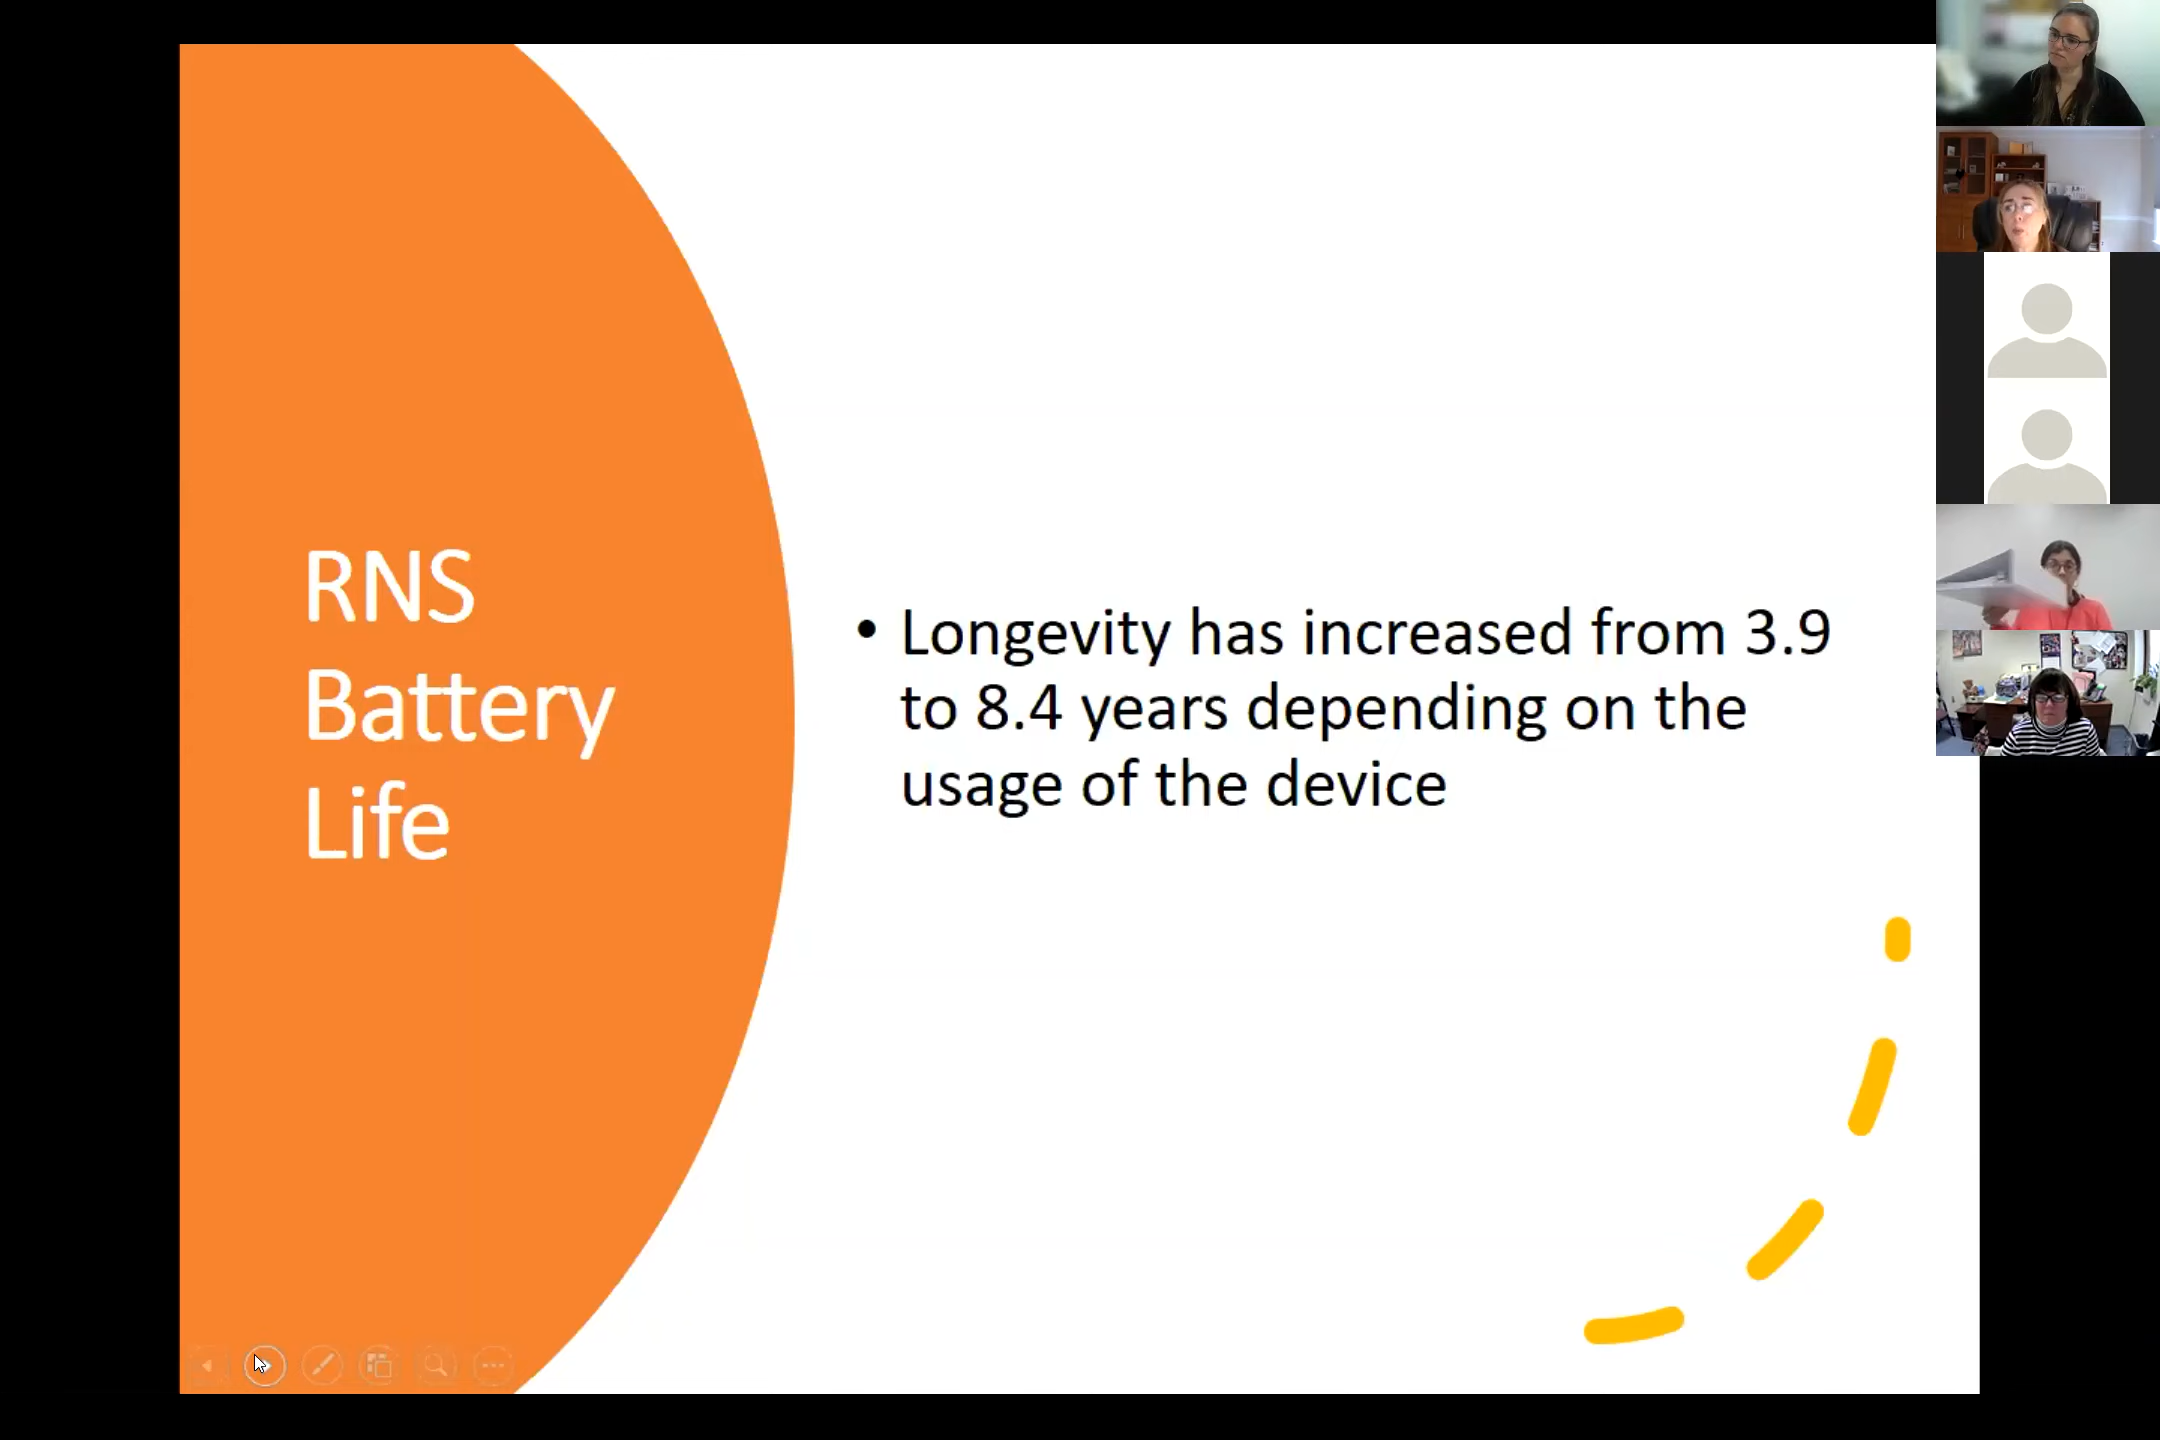 RNS
Battery
Life
• Longevity has increased from 3.9
to 8.4 years depending on the
usage of the device